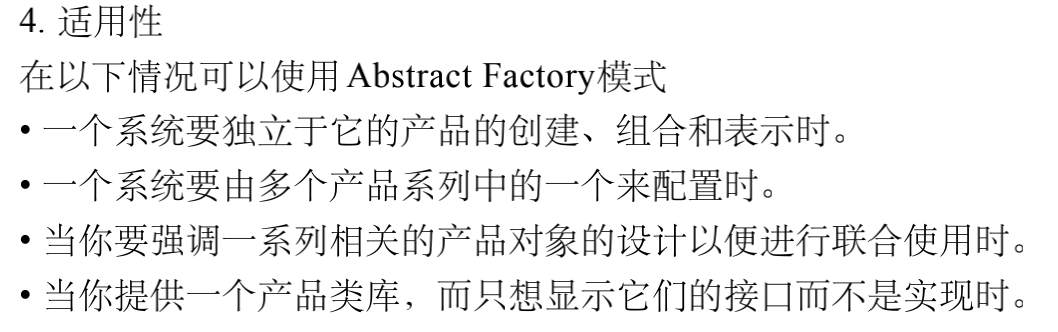 4. 适用性
在以下情况可以使用Abstract Factory模式
• 一个系统要独立于它的产品的创建、组合和表示时。
• 一个系统要由多个产品系列中的一个来配置时。
• 当你要强调一系列相关的产品对象的设计以便进行联合使用时。
• 当你提供一个产品类库，而只想显示它们的接口而不是实现时。